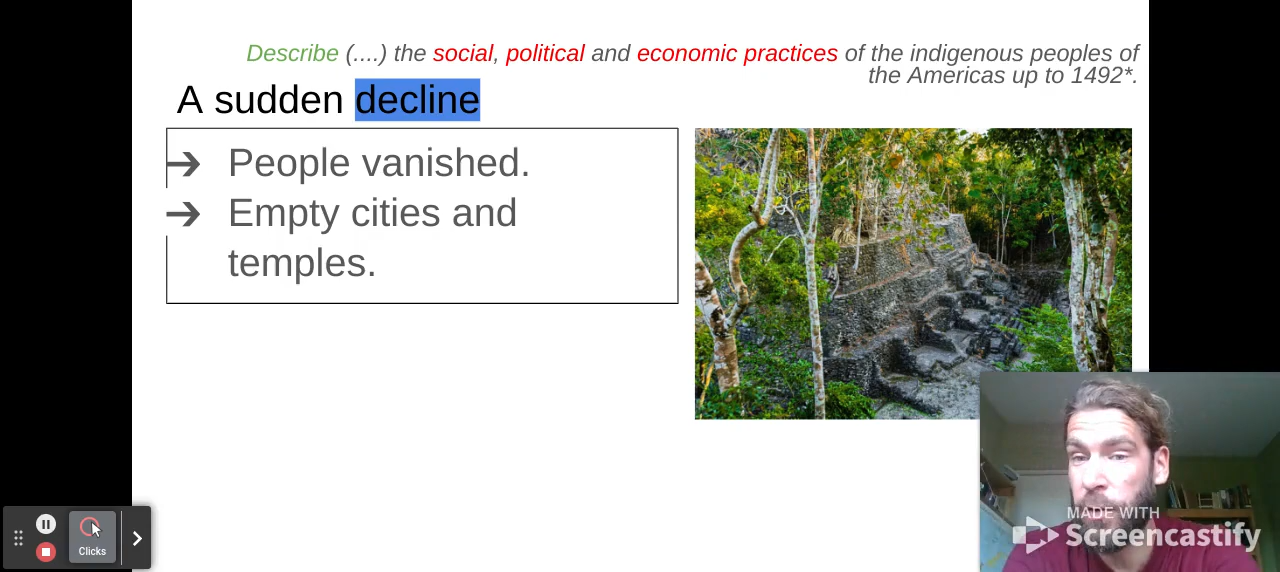 Describe (....) the social, political and economic practices of the indigenous peoples of
the Americas up to 1492*.
A sudden decline
➔ People vanished.
➔ Empty cities and
temples.
Clicks
MADE WITH
Screencastify